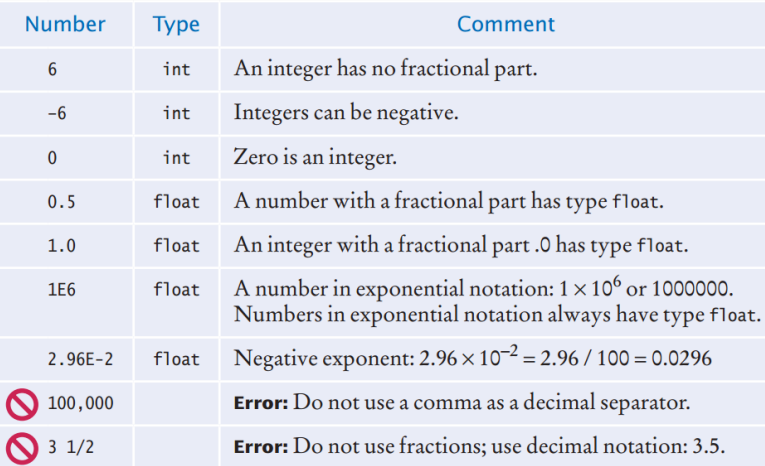 Number Type Comment
6 int An integer has no fractional part.
-6 int Integers can be negative.
0 int Zero is an integer.
0.5 float A number with a fractional part has type float.
1.0 float An integer with a fractional part .0 has type float.
1E6 float A number in exponential notation: 1 × 10⁶ or 1000000.
Numbers in exponential notation always have type float.
2.96E-2 float Negative exponent: 2.96 × 10⁻² = 2.96 / 100 = 0.0296
100,000 Error: Do not use a comma as a decimal separator.
3 1/2 Error: Do not use fractions; use decimal notation: 3.5.